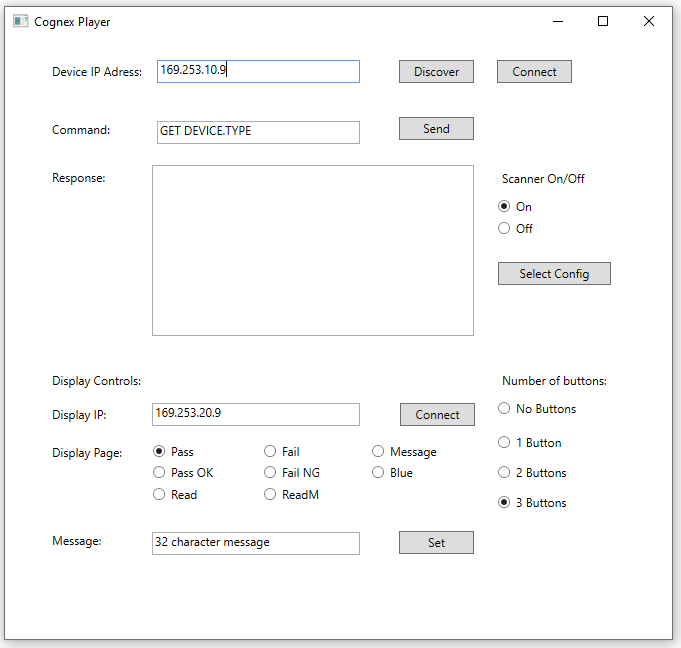 Cognex Player
Device IP Adress: 169.253.10.9 Discover Connect
Command: GET DEVICE.TYPE Send
Response: Scanner On/Off
On
Off
Select Config
Display Controls: Number of buttons:
Display IP: 169.253.20.9 Connect No Buttons
Display Page: Pass Fail Message 1 Button
Pass OK Fail NG Blue 2 Buttons
Read ReadM 3 Buttons
Message: 32 character message Set